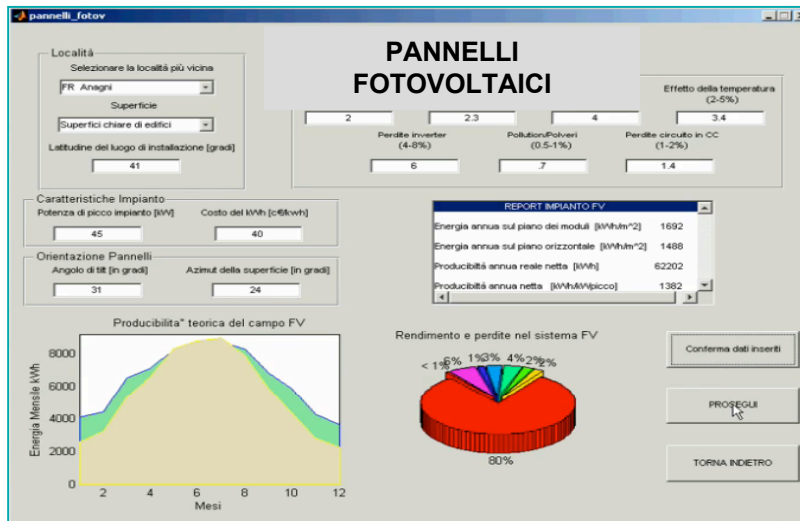 pannelli_fotov
PANNELLI
FOTOVOLTAICI
Località
Selezionare la località più vicina
FR Anagni
Superficie
Superfici chiare di edifici
Latitudine del luogo di installazione [gradi]
41
Effetto della temperatura
(2-5%)
2
2.3
4
3.4
Perdite inverter
(4-8%)
Pollution/Polveri
(0.5-1%)
Perdite circuito in CC
(1-2%)
6
.7
1.4
Caratteristiche Impianto
Potenza di picco impianto [kW]
Costo del kWh [c€/kwh]
45
40
Orientazione Pannelli
Angolo di tilt [in gradi]
Azimut della superficie [in gradi]
31
24
REPORT IMPIANTO FV
Energia annua sul piano dei moduli [kWh/m^2] 1692
Energia annua sul piano orizzontale [kWh/m^2] 1488
Producibiltà annua reale netta [kWh] 62202
Producibiltà annua netta [kWh/kWpicco] 1382
Producibilita" teorica del campo FV
Energia Mensile kWh
8000
6000
4000
2000
0
2 4 6 8 10 12
Mesi
Rendimento e perdite nel sistema FV
< 1% 6% 1% 3% 4% 2% 2%
80%
Conferma dati inseriti
PROSEGUI
TORNA INDIETRO